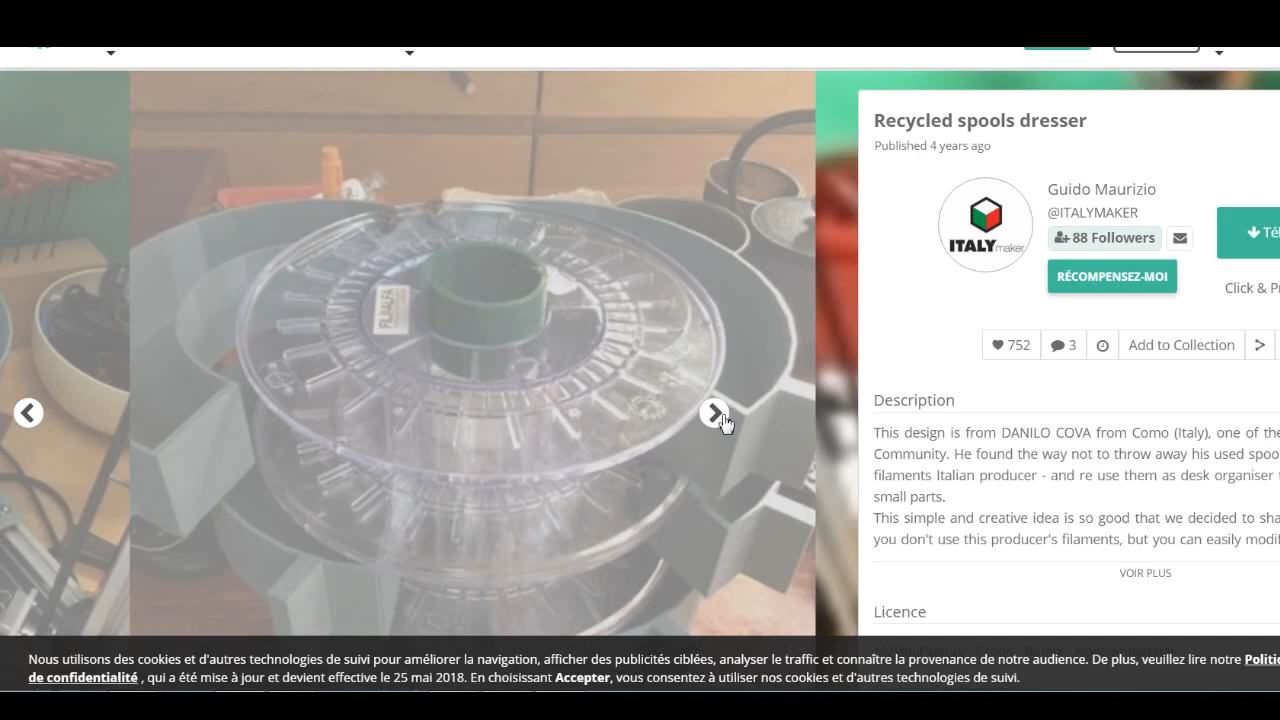 Recycled spools dresser
Published 4 years ago
Guido Maurizio
@ITALYMAKER
88 Followers
ITALYmaker
RÉCOMPENSEZ-MOI
Tél
Click & Pr
752
3
Add to Collection
FILOALFA
Description
This design is from DANILO COVA from Como (Italy), one of the
Community. He found the way not to throw away his used spoo
filaments Italian producer - and re use them as desk organiser f
small parts.
This simple and creative idea is so good that we decided to sha
you don't use this producer's filaments, but you can easily modif
VOIR PLUS
Licence
Nous utilisons des cookies et d'autres technologies de suivi pour améliorer la navigation, afficher des publicités ciblées, analyser le traffic et connaître la provenance de notre audience. De plus, veuillez lire notre Politic
de confidentialité , qui a été mise à jour et devient effective le 25 mai 2018. En choisissant Accepter, vous consentez à utiliser nos cookies et d'autres technologies de suivi.